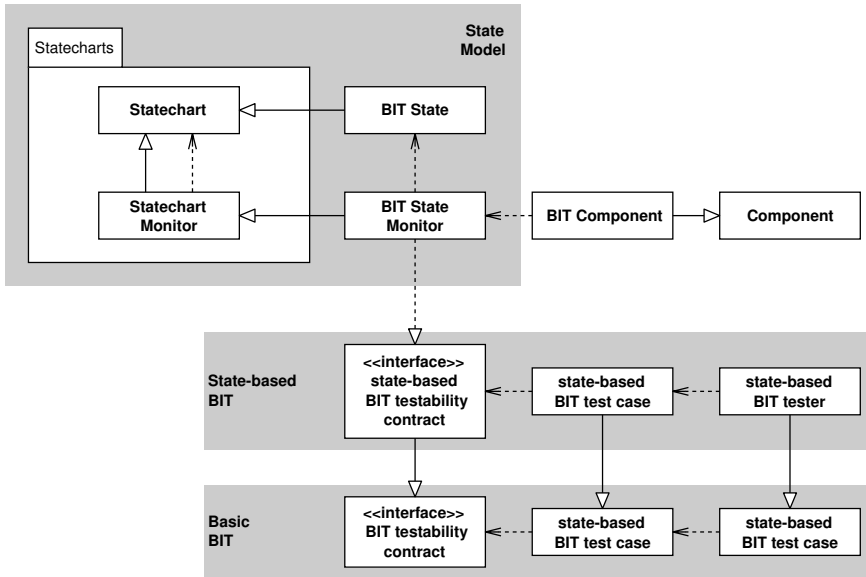 State
Model
Statecharts
Statechart
BIT State
Statechart
Monitor
BIT State
Monitor
BIT Component
Component
State-based
BIT
<<interface>>
state-based
BIT testability
contract
state-based
BIT test case
state-based
BIT tester
Basic
BIT
<<interface>>
BIT testability
contract
state-based
BIT test case
state-based
BIT test case